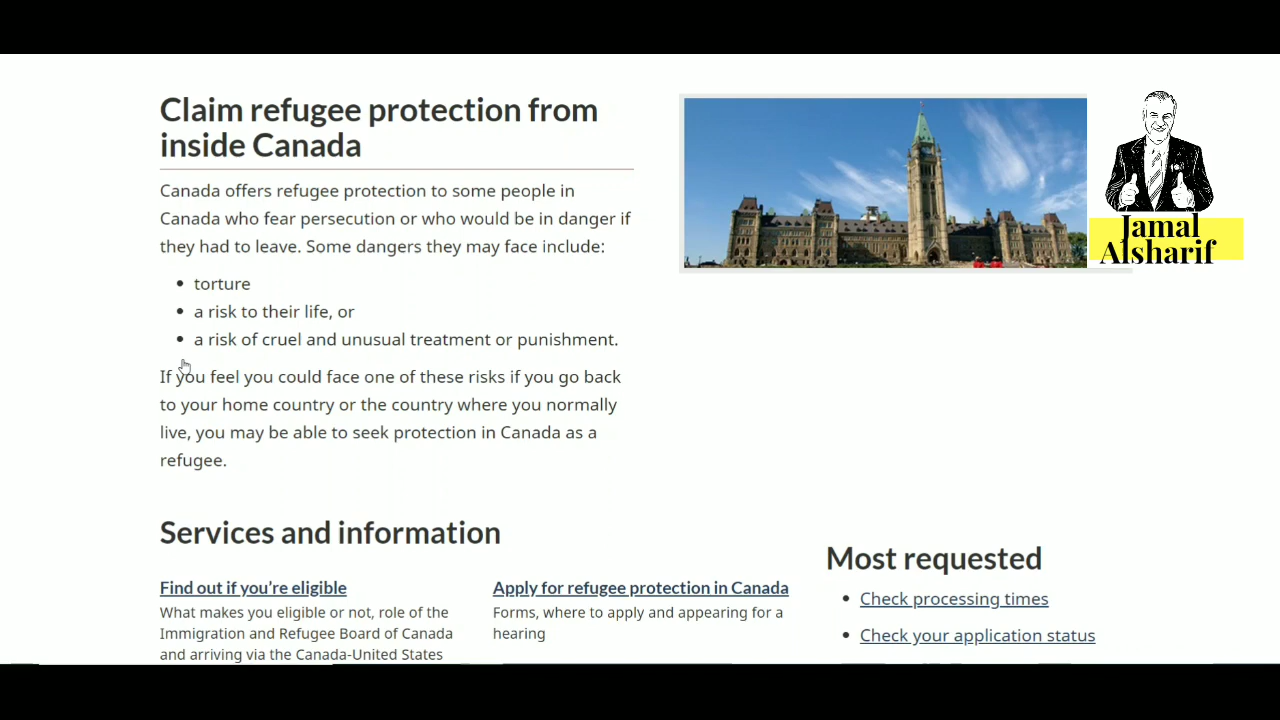 Claim refugee protection from
inside Canada
Canada offers refugee protection to some people in
Canada who fear persecution or who would be in danger if
they had to leave. Some dangers they may face include:
torture
a risk to their life, or
a risk of cruel and unusual treatment or punishment.
If you feel you could face one of these risks if you go back
to your home country or the country where you normally
live, you may be able to seek protection in Canada as a
refugee.
Jamal
Alsharif
Services and information
Find out if you’re eligible
What makes you eligible or not, role of the
Immigration and Refugee Board of Canada
and arriving via the Canada-United States
Apply for refugee protection in Canada
Forms, where to apply and appearing for a
hearing
Most requested
Check processing times
Check your application status